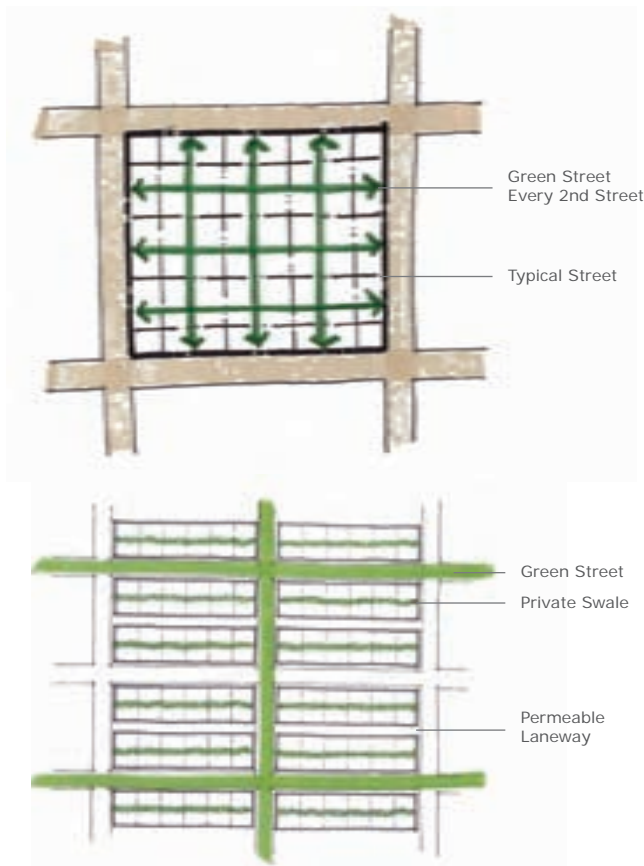 Green Street
Every 2nd Street
Typical Street
Green Street
Private Swale
Permeable
Laneway